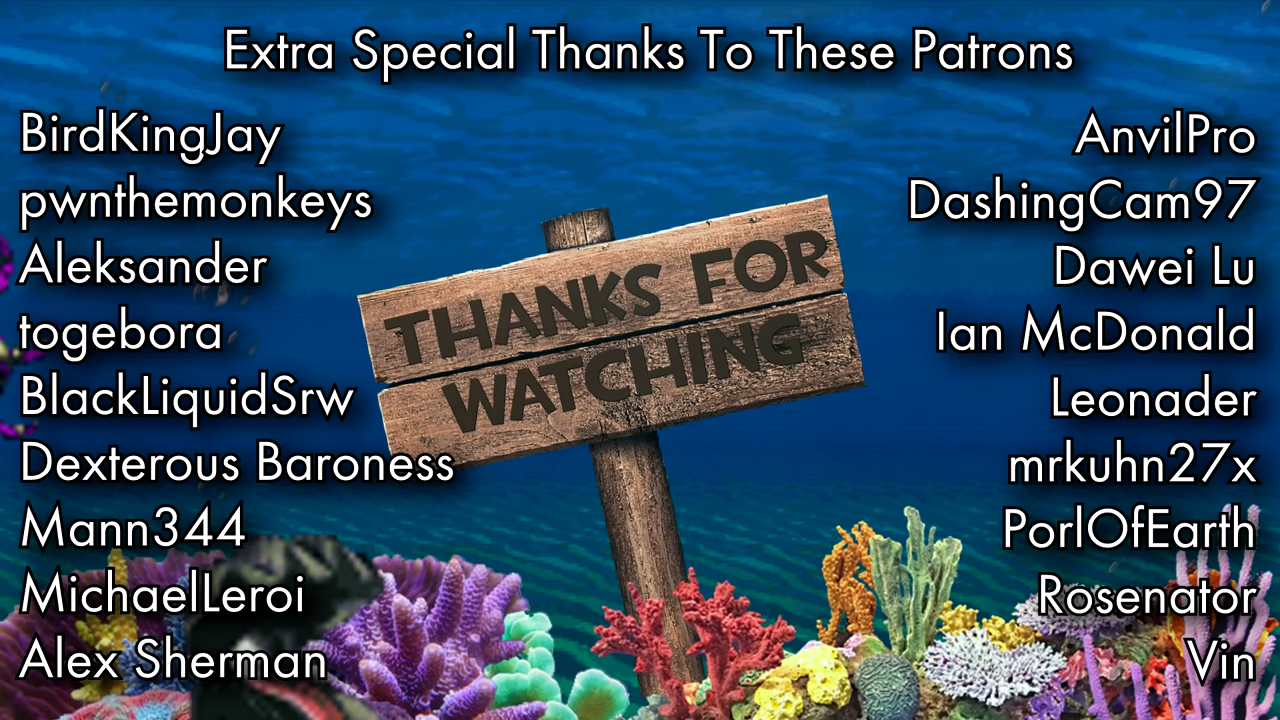 Extra Special Thanks To These Patrons
BirdKingJay
pwnthemonkeys
Aleksander
togebora
BlackLiquidSrw
Dexterous Baroness
Mann344
MichaelLeroi
Alex Sherman
THANKS FOR
WATCHING
AnvilPro
DashingCam97
Dawei Lu
Ian McDonald
Leonader
mrkuhn27x
PorlOfEarth
Rosenator
Vin